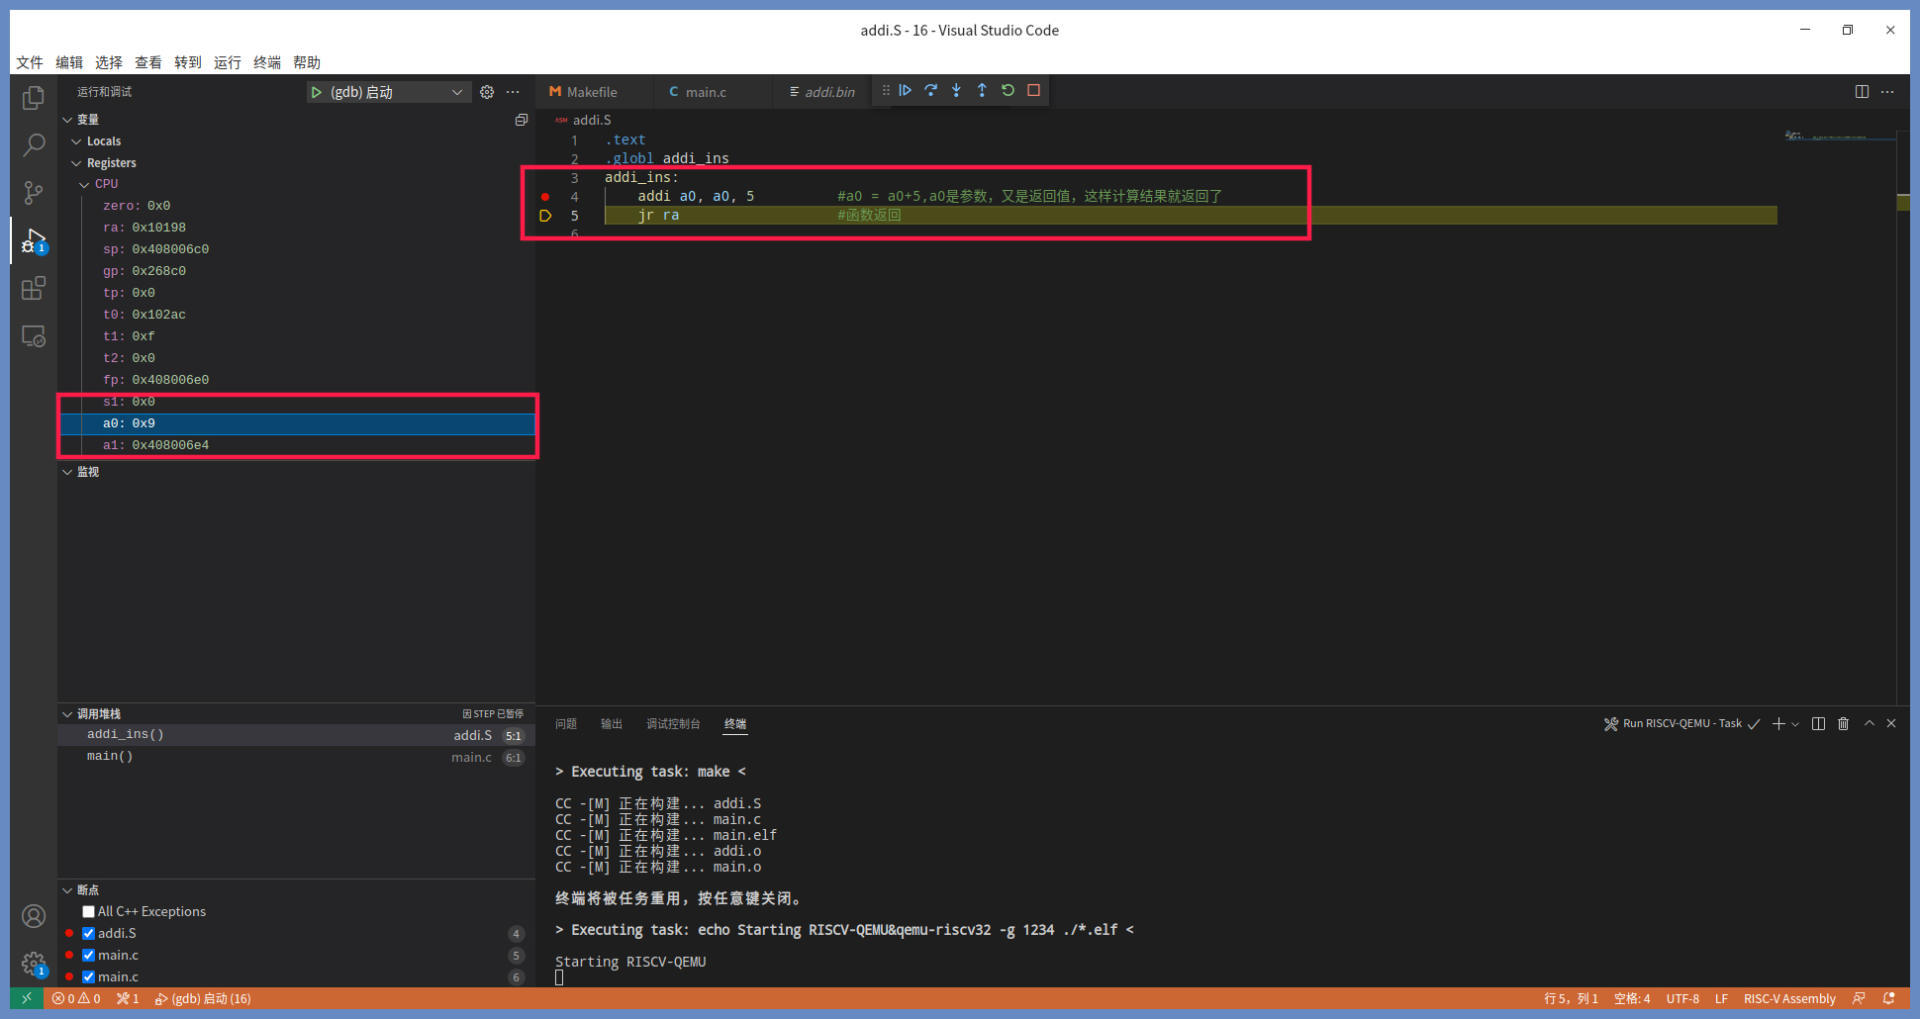 addi.S - 16 - Visual Studio Code
文件 编辑 选择 查看 转到 运行 终端 帮助
运行和调试
(gdb) 启动
变量
Locals
Registers
CPU
zero: 0x0
ra: 0x10198
sp: 0x408006c0
gp: 0x268c0
tp: 0x0
t0: 0x102ac
t1: 0xf
t2: 0x0
fp: 0x408006e0
s1: 0x0
a0: 0x9
a1: 0x408006e4
监视
调用堆栈 因 STEP 已暂停
addi_ins() addi.S 5:1
main() main.c 6:1
断点
All C++ Exceptions
addi.S 4
main.c 5
main.c 6
Makefile
main.c
addi.bin
addi.S
1 .text
2 .globl addi_ins
3 addi_ins:
4 addi a0, a0, 5 #a0 = a0+5,a0是参数，又是返回值，这样计算结果就返回了
5 jr ra #函数返回
6
问题 输出 调试控制台 终端
Run RISCV-QEMU - Task
> Executing task: make <
CC -[M] 正在构建... addi.S
CC -[M] 正在构建... main.c
CC -[M] 正在构建... main.elf
CC -[M] 正在构建... addi.o
CC -[M] 正在构建... main.o
终端将被任务重用，按任意键关闭。
> Executing task: echo Starting RISCV-QEMU&qemu-riscv32 -g 1234 ./*.elf <
Starting RISCV-QEMU
0 0 1 (gdb) 启动 (16)
行 5，列 1 空格: 4 UTF-8 LF RISC-V Assembly